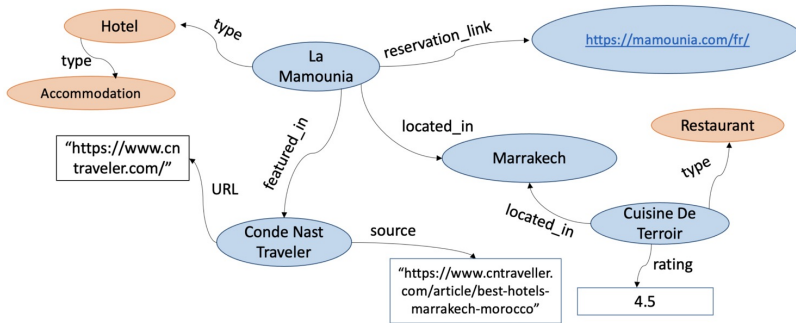 Hotel
type
type
Accommodation
La
Mamounia
reservation_link
https://mamounia.com/fr/
featured_in
located_in
Marrakech
Restaurant
type
located_in
Cuisine De
Terroir
rating
4.5
"https://www.cn
traveler.com/"
URL
Conde Nast
Traveler
source
"https://www.cntraveller.
com/article/best-hotels-
marrakech-morocco"